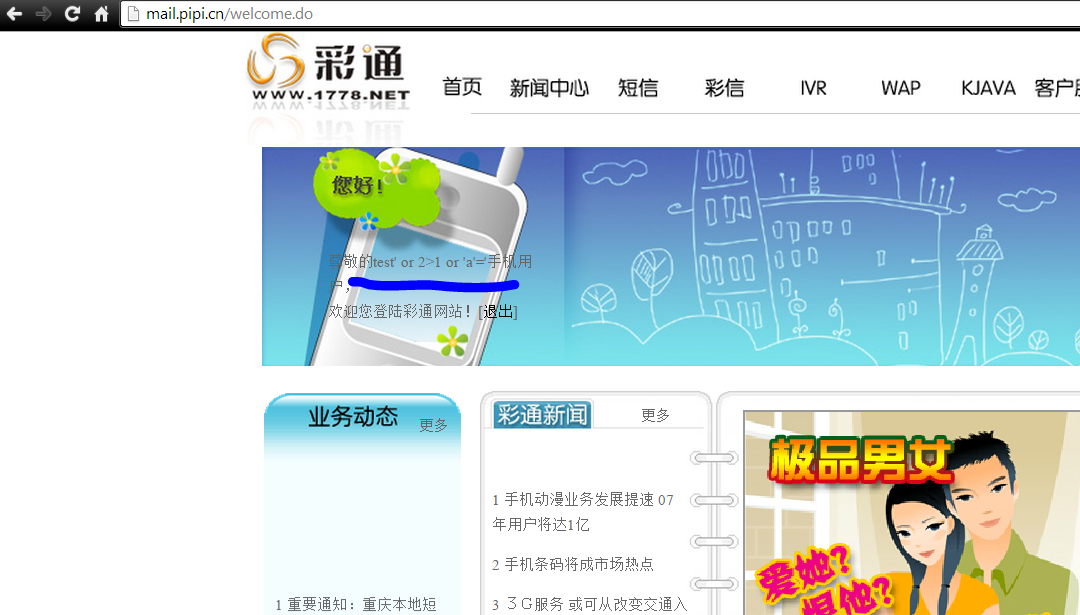 mail.pipi.cn/welcome.do
彩通
WWW.1778.NET
首页 新闻中心 短信 彩信 IVR WAP KJAVA 客户
您好!
尊敬的test' or 2>1 or 'a'='手机用
户，
欢迎您登陆彩通网站！[退出]
业务动态 更多
彩通新闻 更多
极品男女
1 手机动漫业务发展提速 07
年用户将达1亿
2 手机条码将成市场热点
爱她?
恨他?
1 重要通知：重庆本地短
3 ３Ｇ服务 或可从改变交通入